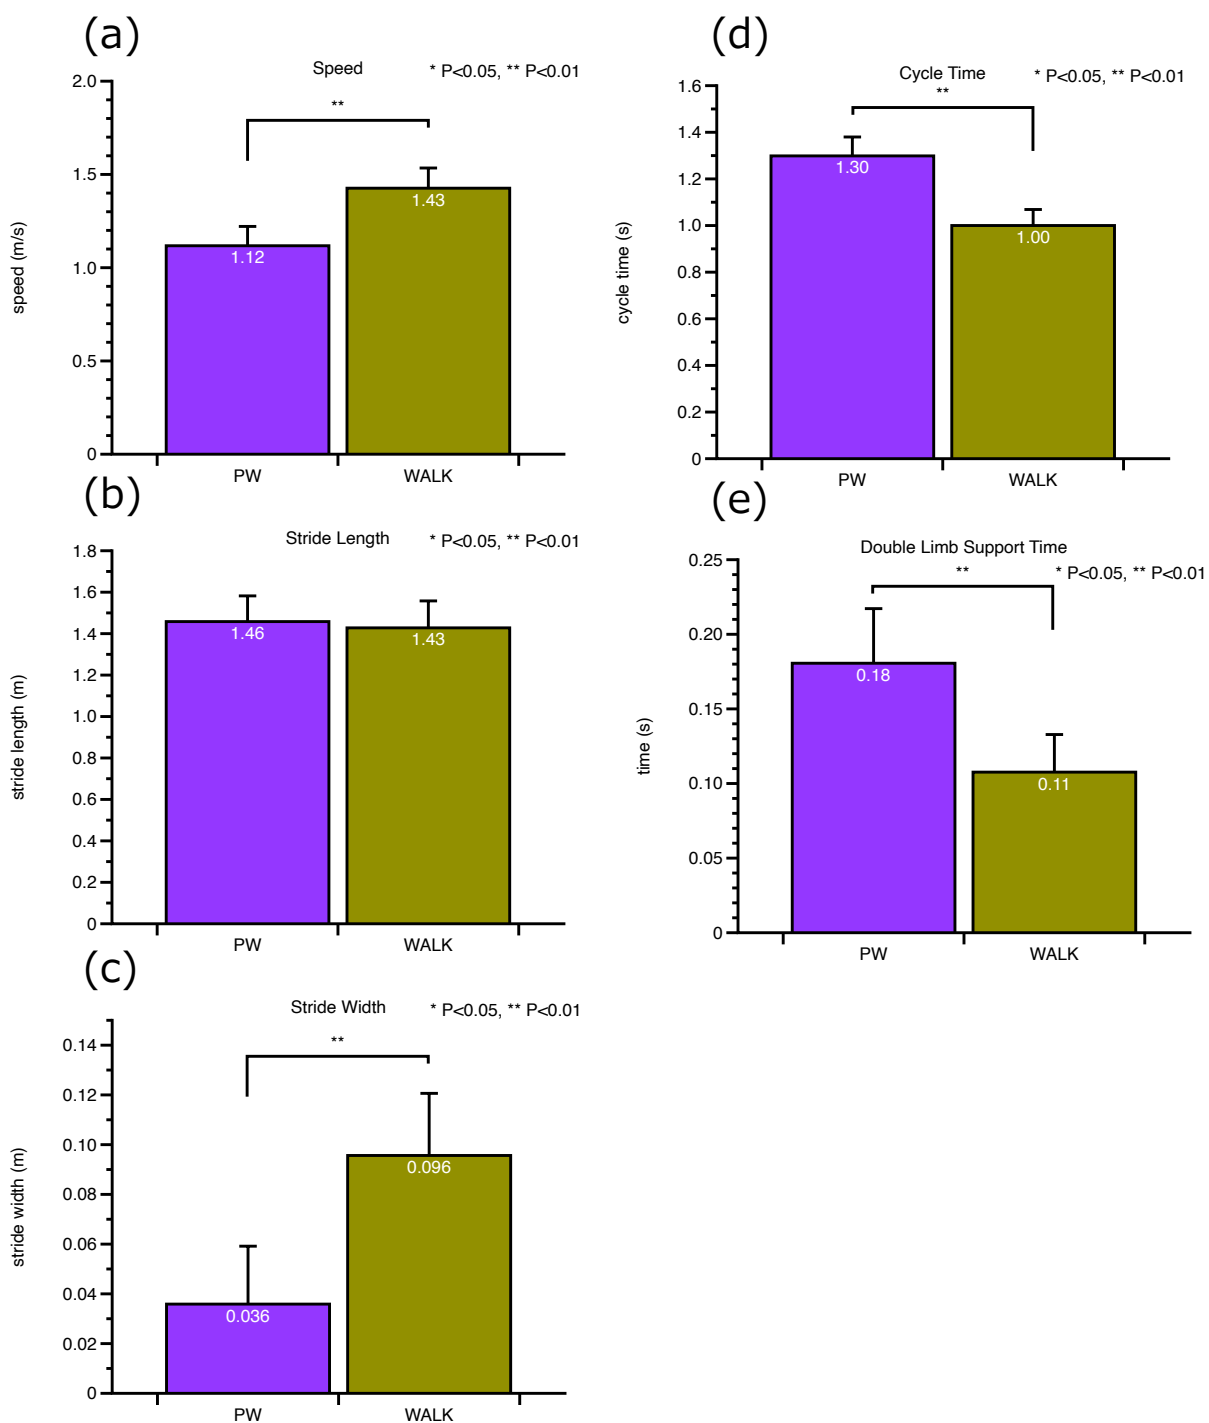 (a)
Speed
* P<0.05, ** P<0.01
**
2.0
1.5
1.0
0.5
0
speed (m/s)
1.12
1.43
PW
WALK
(b)
Stride Length
* P<0.05, ** P<0.01
1.8
1.6
1.4
1.2
1.0
0.8
0.6
0.4
0.2
0
stride length (m)
1.46
1.43
PW
WALK
(c)
Stride Width
* P<0.05, ** P<0.01
**
0.14
0.12
0.10
0.08
0.06
0.04
0.02
0
stride width (m)
0.036
0.096
PW
WALK
(d)
Cycle Time
* P<0.05, ** P<0.01
**
1.6
1.4
1.2
1.0
0.8
0.6
0.4
0.2
0
cycle time (s)
1.30
1.00
PW
WALK
(e)
Double Limb Support Time
* P<0.05, ** P<0.01
**
0.25
0.20
0.15
0.10
0.05
0
time (s)
0.18
0.11
PW
WALK